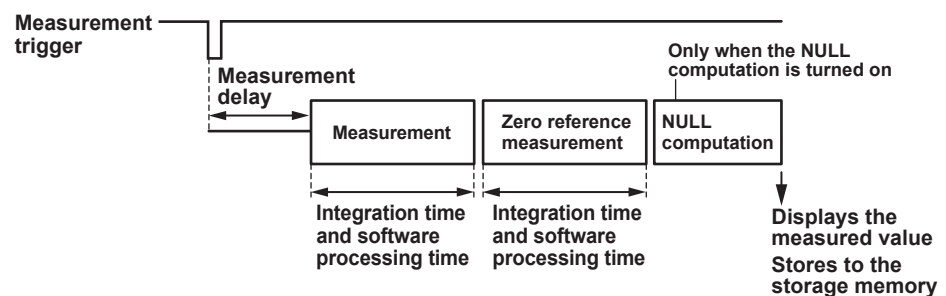 Measurement
trigger
Only when the NULL
computation is turned on
Measurement
delay
Measurement
Zero reference
measurement
NULL
computation
Integration time
and software
processing time
Integration time
and software
processing time
Displays the
measured value
Stores to the
storage memory